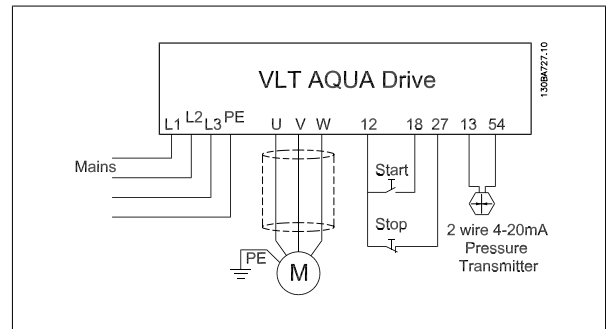 VLT AQUA Drive
130BA727.10
L1 L2 L3 PE U V W 12 18 27 13 54
Mains
Start
Stop
2 wire 4-20mA
Pressure
Transmitter
PE
M